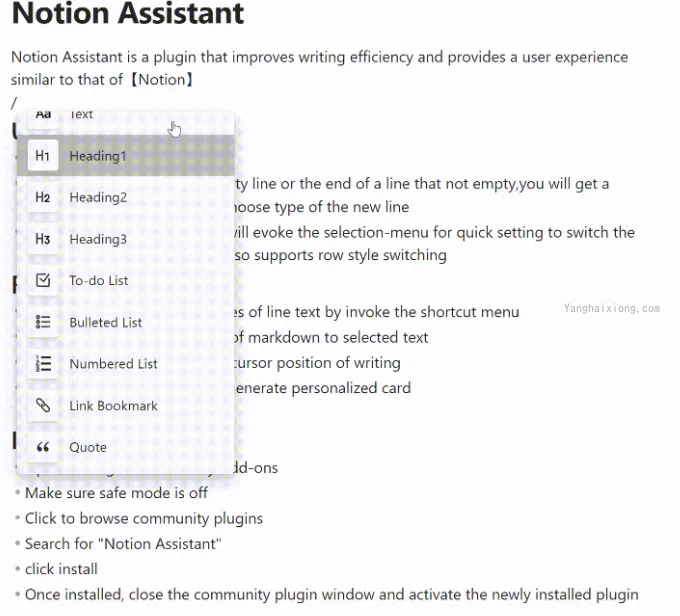 Notion Assistant
Notion Assistant is a plugin that improves writing efficiency and provides a user experience
similar to that of【Notion】
/
Aa Text
H1 Heading1
ty line or the end of a line that not empty,you will get a
H2 Heading2
hoose type of the new line
will evoke the selection-menu for quick setting to switch the
H3 Heading3
so supports row style switching
To-do List
es of line text by invoke the shortcut menu
Yanghaixiong.com
Bulleted List
of markdown to selected text
Numbered List
cursor position of writing
enerate personalized card
Link Bookmark
Quote
dd-ons
Make sure safe mode is off
Click to browse community plugins
Search for "Notion Assistant"
click install
Once installed, close the community plugin window and activate the newly installed plugin